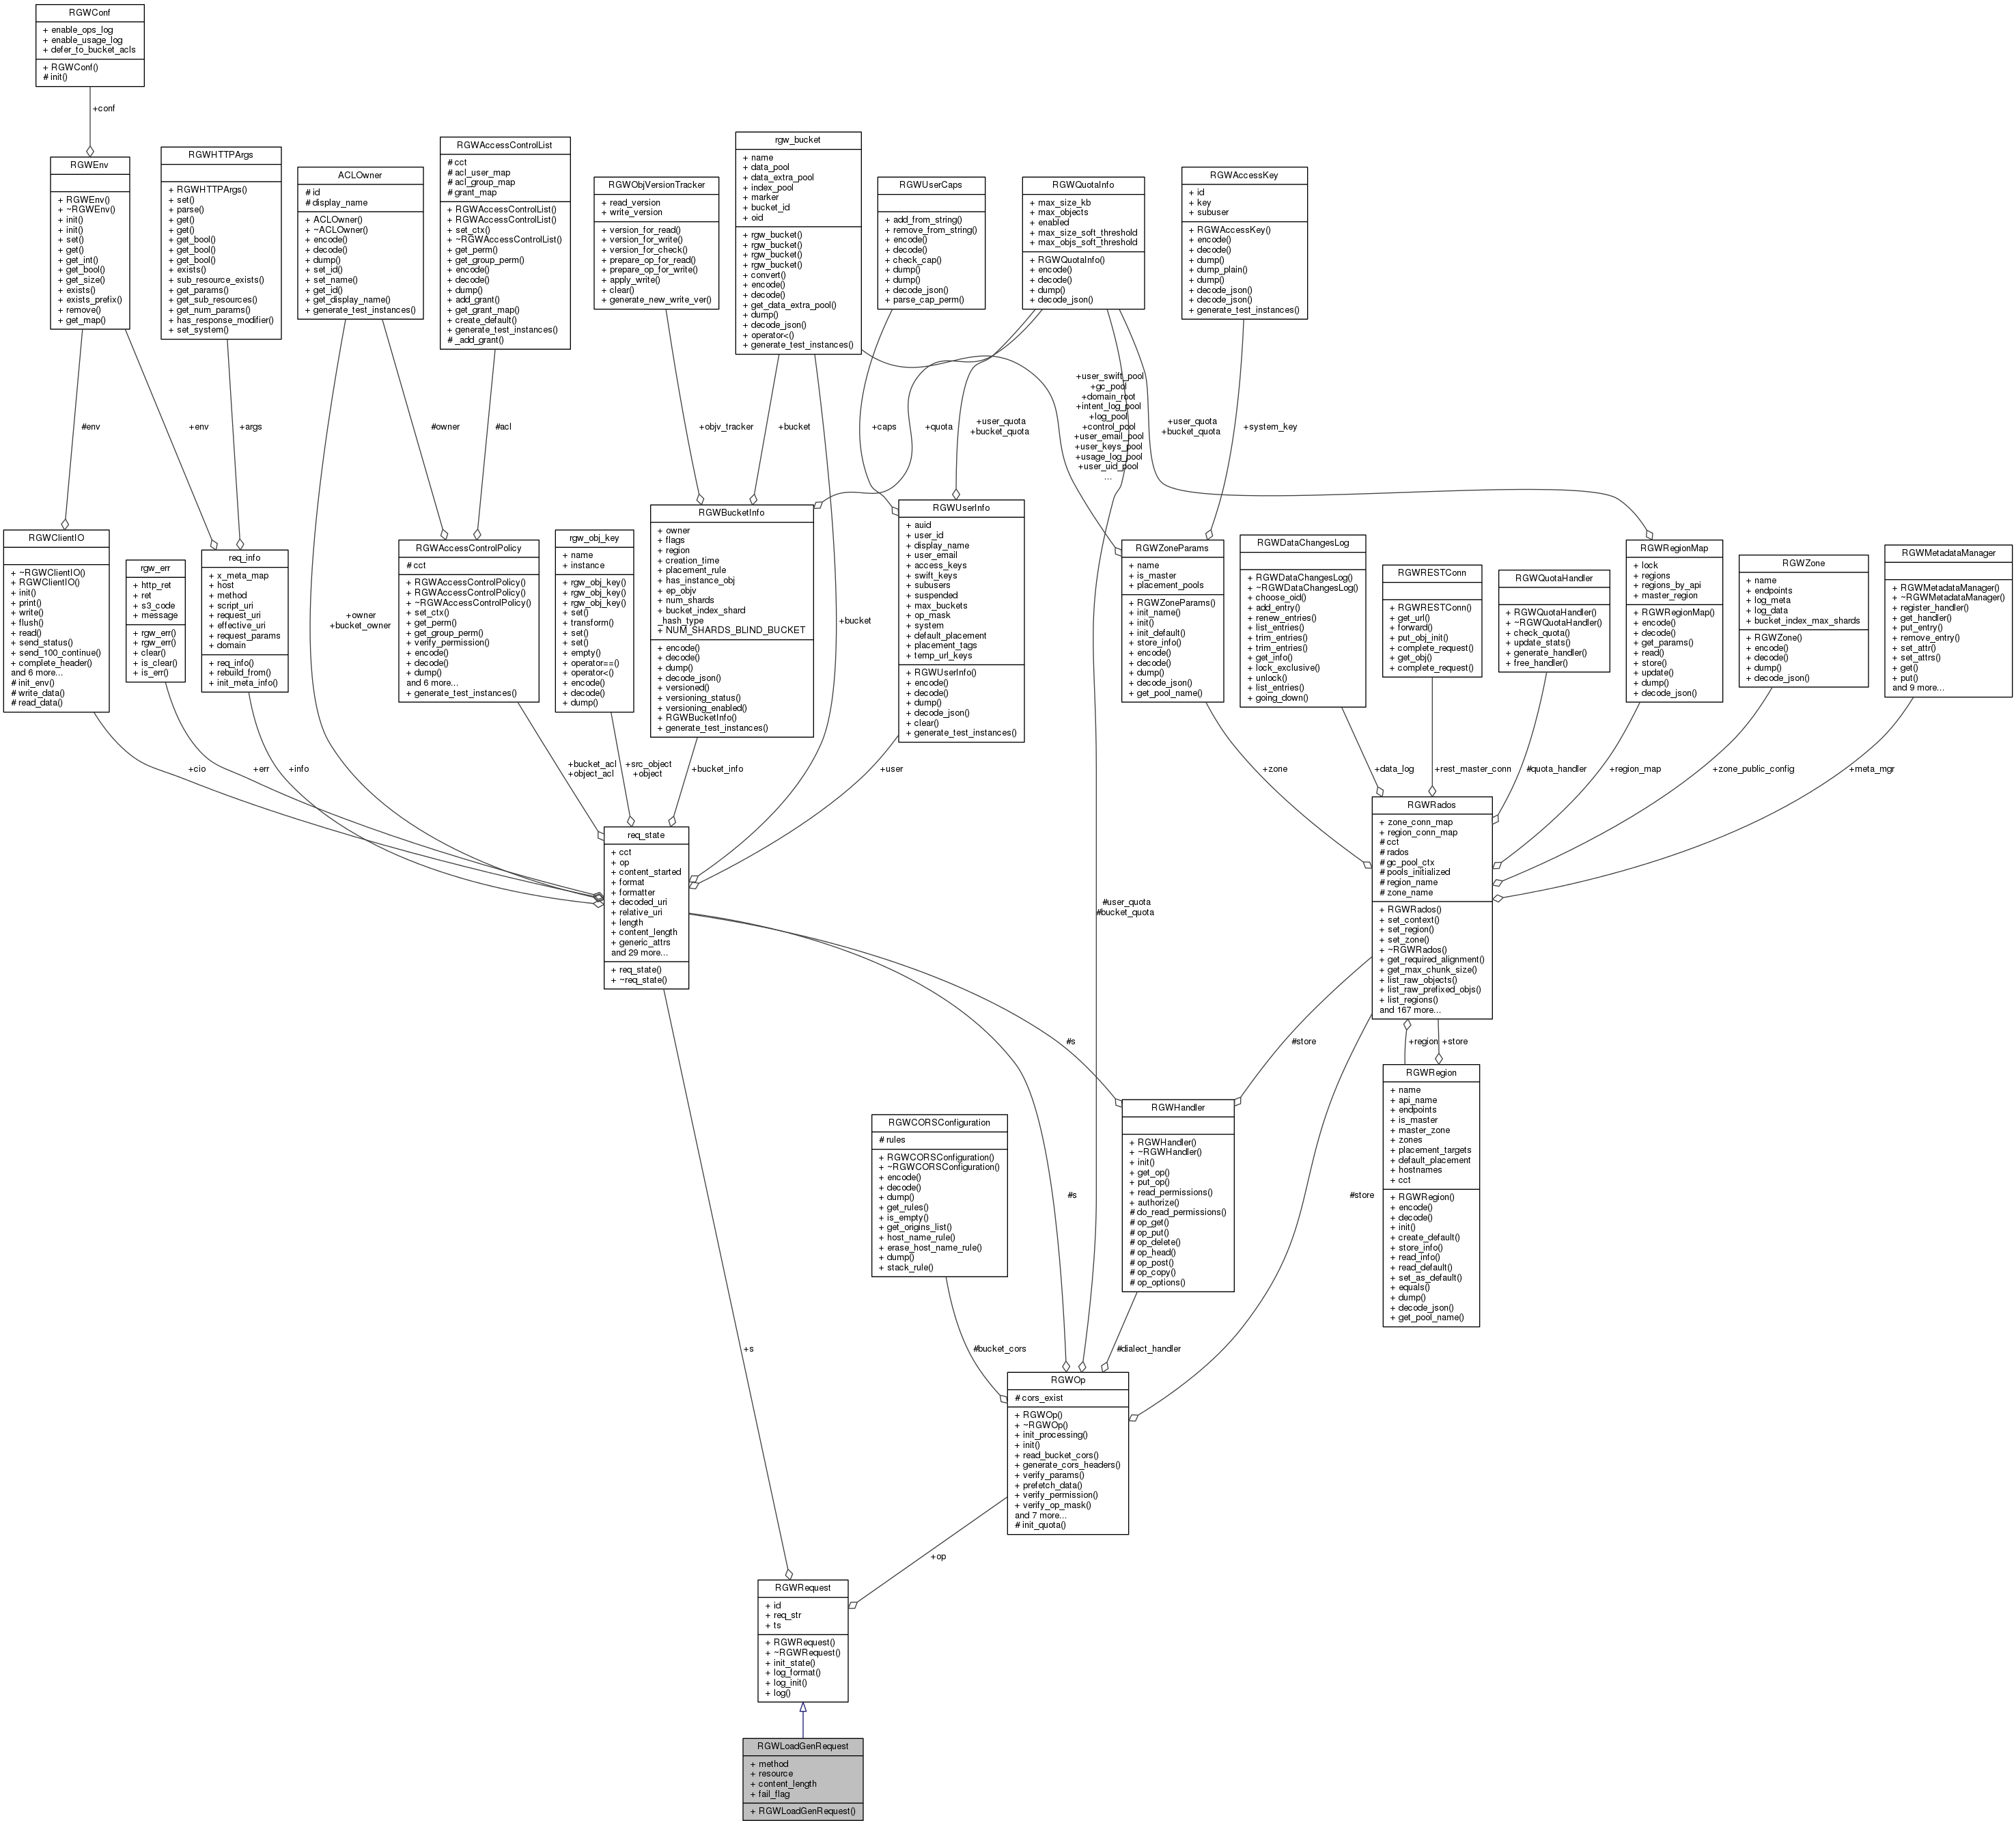 RGWConf
+ enable_ops_log
+ enable_usage_log
+ defer_to_bucket_acls
+ RGWConf()
# init()
+conf
RGWEnv
+ RGWEnv()
+ ~RGWEnv()
+ init()
+ init()
+ set()
+ get()
+ get_int()
+ get_bool()
+ get_size()
+ exists()
+ exists_prefix()
+ remove()
+ get_map()
RGWHTTPArgs
+ RGWHTTPArgs()
+ set()
+ parse()
+ get()
+ get()
+ get_bool()
+ get_bool()
+ get_bool()
+ exists()
+ sub_resource_exists()
+ get_params()
+ get_sub_resources()
+ get_num_params()
+ has_response_modifier()
+ set_system()
ACLOwner
# id
# display_name
+ ACLOwner()
+ ~ACLOwner()
+ encode()
+ decode()
+ dump()
+ set_id()
+ set_name()
+ get_id()
+ get_display_name()
+ generate_test_instances()
RGWAccessControlList
# cct
# acl_user_map
# acl_group_map
# grant_map
+ RGWAccessControlList()
+ RGWAccessControlList()
+ set_ctx()
+ ~RGWAccessControlList()
+ get_perm()
+ get_group_perm()
+ encode()
+ decode()
+ dump()
+ add_grant()
+ get_grant_map()
+ create_default()
+ generate_test_instances()
# _add_grant()
RGWObjVersionTracker
+ read_version
+ write_version
+ version_for_read()
+ version_for_write()
+ version_for_check()
+ prepare_op_for_read()
+ prepare_op_for_write()
+ apply_write()
+ clear()
+ generate_new_write_ver()
rgw_bucket
+ name
+ data_pool
+ data_extra_pool
+ index_pool
+ marker
+ bucket_id
+ oid
+ rgw_bucket()
+ rgw_bucket()
+ rgw_bucket()
+ rgw_bucket()
+ convert()
+ encode()
+ decode()
+ get_data_extra_pool()
+ dump()
+ decode_json()
+ operator<()
+ generate_test_instances()
RGWUserCaps
+ add_from_string()
+ remove_from_string()
+ encode()
+ decode()
+ check_cap()
+ dump()
+ dump()
+ decode_json()
+ parse_cap_perm()
RGWQuotaInfo
+ max_size_kb
+ max_objects
+ enabled
+ max_size_soft_threshold
+ max_objs_soft_threshold
+ RGWQuotaInfo()
+ encode()
+ decode()
+ dump()
+ decode_json()
RGWAccessKey
+ id
+ key
+ subuser
+ RGWAccessKey()
+ encode()
+ decode()
+ dump()
+ dump_plain()
+ dump()
+ decode_json()
+ decode_json()
+ generate_test_instances()
#env
+env
+args
#owner
#acl
+objv_tracker
+bucket
+caps
+quota
+user_quota
+bucket_quota
+user_swift_pool
+gc_pool
+domain_root
+intent_log_pool
+log_pool
+control_pool
+user_email_pool
+user_keys_pool
+usage_log_pool
+user_uid_pool
...
+user_quota
+bucket_quota
+system_key
RGWClientIO
+ ~RGWClientIO()
+ RGWClientIO()
+ init()
+ print()
+ write()
+ flush()
+ read()
+ send_status()
+ send_100_continue()
+ complete_header()
and 6 more...
# init_env()
# write_data()
# read_data()
rgw_err
+ http_ret
+ ret
+ s3_code
+ message
+ rgw_err()
+ rgw_err()
+ clear()
+ is_clear()
+ is_err()
req_info
+ x_meta_map
+ host
+ method
+ script_uri
+ request_uri
+ effective_uri
+ request_params
+ domain
+ req_info()
+ rebuild_from()
+ init_meta_info()
+owner
+bucket_owner
RGWAccessControlPolicy
# cct
+ RGWAccessControlPolicy()
+ RGWAccessControlPolicy()
+ ~RGWAccessControlPolicy()
+ set_ctx()
+ get_perm()
+ get_group_perm()
+ verify_permission()
+ encode()
+ decode()
+ dump()
and 6 more...
+ generate_test_instances()
rgw_obj_key
+ name
+ instance
+ rgw_obj_key()
+ rgw_obj_key()
+ rgw_obj_key()
+ set()
+ transform()
+ set()
+ set()
+ empty()
+ operator==()
+ operator<()
+ encode()
+ decode()
+ dump()
RGWBucketInfo
+ owner
+ flags
+ region
+ creation_time
+ placement_rule
+ has_instance_obj
+ ep_objv
+ num_shards
+ bucket_index_shard
_hash_type
+ NUM_SHARDS_BLIND_BUCKET
+ encode()
+ decode()
+ dump()
+ decode_json()
+ versioned()
+ versioning_status()
+ versioning_enabled()
+ RGWBucketInfo()
+ generate_test_instances()
+bucket
RGWUserInfo
+ auid
+ user_id
+ display_name
+ user_email
+ access_keys
+ swift_keys
+ subusers
+ suspended
+ max_buckets
+ op_mask
+ system
+ default_placement
+ placement_tags
+ temp_url_keys
+ RGWUserInfo()
+ encode()
+ decode()
+ dump()
+ decode_json()
+ clear()
+ generate_test_instances()
RGWZoneParams
+ name
+ is_master
+ placement_pools
+ RGWZoneParams()
+ init_name()
+ init()
+ init_default()
+ store_info()
+ encode()
+ decode()
+ dump()
+ decode_json()
+ get_pool_name()
RGWDataChangesLog
+ RGWDataChangesLog()
+ ~RGWDataChangesLog()
+ choose_oid()
+ add_entry()
+ renew_entries()
+ list_entries()
+ trim_entries()
+ trim_entries()
+ get_info()
+ lock_exclusive()
+ unlock()
+ list_entries()
+ going_down()
RGWRESTConn
+ RGWRESTConn()
+ get_url()
+ forward()
+ put_obj_init()
+ complete_request()
+ get_obj()
+ complete_request()
RGWQuotaHandler
+ RGWQuotaHandler()
+ ~RGWQuotaHandler()
+ check_quota()
+ update_stats()
+ generate_handler()
+ free_handler()
RGWRegionMap
+ lock
+ regions
+ regions_by_api
+ master_region
+ RGWRegionMap()
+ encode()
+ decode()
+ get_params()
+ read()
+ store()
+ update()
+ dump()
+ decode_json()
RGWZone
+ name
+ endpoints
+ log_meta
+ log_data
+ bucket_index_max_shards
+ RGWZone()
+ encode()
+ decode()
+ dump()
+ decode_json()
RGWMetadataManager
+ RGWMetadataManager()
+ ~RGWMetadataManager()
+ register_handler()
+ get_handler()
+ put_entry()
+ remove_entry()
+ set_attr()
+ set_attrs()
+ get()
+ put()
and 9 more...
+cio
+err
+info
+bucket_acl
+object_acl
+src_object
+object
+bucket_info
+user
+zone
+data_log
+rest_master_conn
#quota_handler
+region_map
+zone_public_config
+meta_mgr
req_state
+ cct
+ op
+ content_started
+ format
+ formatter
+ decoded_uri
+ relative_uri
+ length
+ content_length
+ generic_attrs
and 29 more...
+ req_state()
+ ~req_state()
#user_quota
#bucket_quota
RGWRados
+ zone_conn_map
+ region_conn_map
# cct
# rados
# gc_pool_ctx
# pools_initialized
# region_name
# zone_name
+ RGWRados()
+ set_context()
+ set_region()
+ set_zone()
+ ~RGWRados()
+ get_required_alignment()
+ get_max_chunk_size()
+ list_raw_objects()
+ list_raw_prefixed_objs()
+ list_regions()
and 167 more...
#s
#store
+region
+store
RGWRegion
+ name
+ api_name
+ endpoints
+ is_master
+ master_zone
+ zones
+ placement_targets
+ default_placement
+ hostnames
+ cct
+ RGWRegion()
+ encode()
+ decode()
+ init()
+ create_default()
+ store_info()
+ read_info()
+ read_default()
+ set_as_default()
+ equals()
+ dump()
+ decode_json()
+ get_pool_name()
RGWCORSConfiguration
# rules
+ RGWCORSConfiguration()
+ ~RGWCORSConfiguration()
+ encode()
+ decode()
+ dump()
+ get_rules()
+ is_empty()
+ get_origins_list()
+ host_name_rule()
+ erase_host_name_rule()
+ dump()
+ stack_rule()
#s
RGWHandler
+ RGWHandler()
+ ~RGWHandler()
+ init()
+ get_op()
+ put_op()
+ read_permissions()
+ authorize()
# do_read_permissions()
# op_get()
# op_put()
# op_delete()
# op_head()
# op_post()
# op_copy()
# op_options()
#store
+s
#bucket_cors
#dialect_handler
RGWOp
# cors_exist
+ RGWOp()
+ ~RGWOp()
+ init_processing()
+ init()
+ read_bucket_cors()
+ generate_cors_headers()
+ verify_params()
+ prefetch_data()
+ verify_permission()
+ verify_op_mask()
and 7 more...
# init_quota()
+op
RGWRequest
+ id
+ req_str
+ ts
+ RGWRequest()
+ ~RGWRequest()
+ init_state()
+ log_format()
+ log_init()
+ log()
RGWLoadGenRequest
+ method
+ resource
+ content_length
+ fail_flag
+ RGWLoadGenRequest()